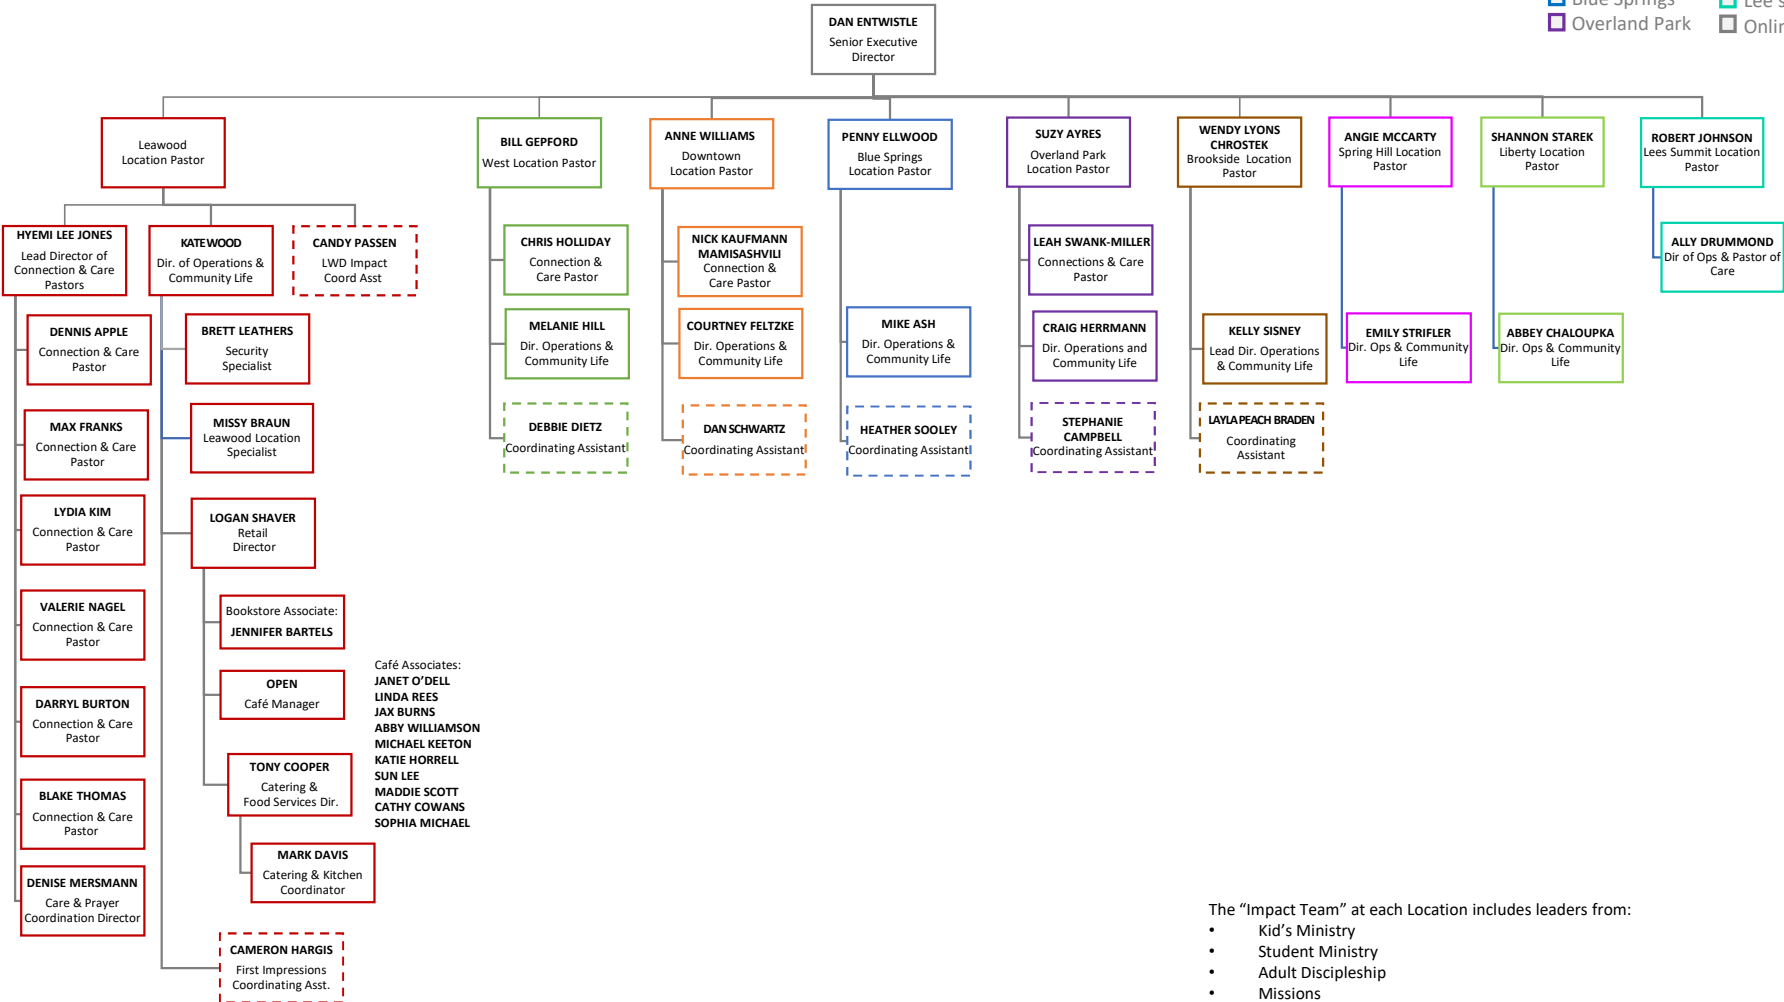 Blue Springs
Lee's
Overland Park
DAN ENTWISTLE
Senior Executive
Director
Leawood
Location Pastor
BILL GEPFORD
West Location Pastor
ANNE WILLIAMS
Downtown
Location Pastor
PENNY ELLWOOD
Blue Springs
Location Pastor
SUZY AYRES
Overland Park
Location Pastor
WENDY LYONS
CHROSTEK
Brookside Location
Pastor
ANGIE MCCARTY
Spring Hill Location
Pastor
SHANNON STAREK
Liberty Location
Pastor
ROBERT JOHNSON
Lees Summit Location
Pastor
HYEMI LEE JONES
Lead Director of
Connection & Care
Pastors
KATE WOOD
Dir. of Operations &
Community Life
CANDY PASSEN
LWD Impact
Coord Asst
DENNIS APPLE
Connection & Care
Pastor
MAX FRANKS
Connection & Care
Pastor
LYDIA KIM
Connection & Care
Pastor
VALERIE NAGEL
Connection & Care
Pastor
DARRYL BURTON
Connection & Care
Pastor
BLAKE THOMAS
Connection & Care
Pastor
DENISE MERSMANN
Care & Prayer
Coordination Director
BRETT LEATHERS
Security
Specialist
MISSY BRAUN
Leawood Location
Specialist
LOGAN SHAVER
Retail
Director
Bookstore Associate:
JENNIFER BARTELS
OPEN
Café Manager
TONY COOPER
Catering &
Food Services Dir.
MARK DAVIS
Catering & Kitchen
Coordinator
CAMERON HARGIS
First Impressions
Coordinating Asst.
Café Associates:
JANET O'DELL
LINDA REES
JAX BURNS
ABBY WILLIAMSON
MICHAEL KEETON
KATIE HORRELL
SUN LEE
MADDIE SCOTT
CATHY COWANS
SOPHIA MICHAEL
CHRIS HOLLIDAY
Connection &
Care Pastor
MELANIE HILL
Dir. Operations &
Community Life
DEBBIE DIETZ
Coordinating Assistant
NICK KAUFMANN
MAMISASHVILI
Connection &
Care Pastor
COURTNEY FELTZKE
Dir. Operations &
Community Life
DAN SCHWARTZ
Coordinating Assistant
MIKE ASH
Dir. Operations &
Community Life
HEATHER SOOLEY
Coordinating Assistant
LEAH SWANK-MILLER
Connections & Care
Pastor
CRAIG HERRMANN
Dir. Operations and
Community Life
STEPHANIE
CAMPBELL
Coordinating Assistant
KELLY SISNEY
Lead Dir. Operations
& Community Life
LAYLA PEACH BRADEN
Coordinating
Assistant
EMILY STRIFLER
Dir. Ops & Community
Life
ABBEY CHALOUPKA
Dir. Ops & Community
Life
ALLY DRUMMOND
Dir of Ops & Pastor of
Care
The “Impact Team” at each Location includes leaders from:
• Kid's Ministry
• Student Ministry
• Adult Discipleship
• Missions